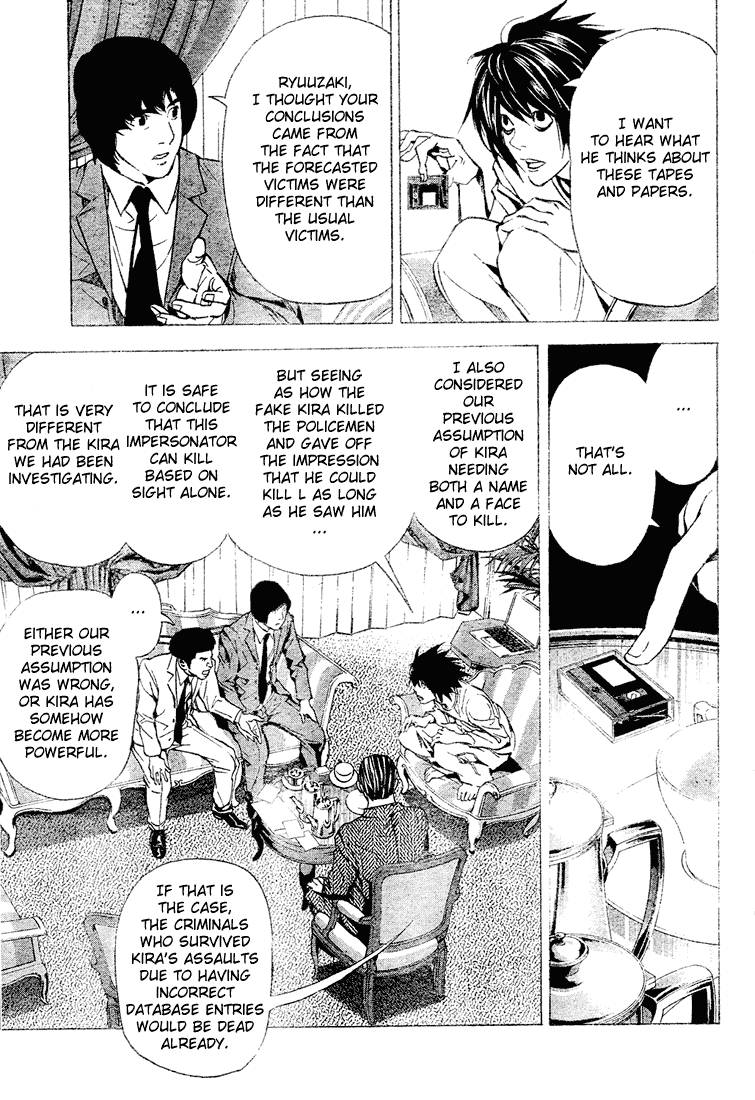 I WANT
TO HEAR WHAT
HE THINKS ABOUT
THESE TAPES
AND PAPERS.
RYUUZAKI,
I THOUGHT YOUR
CONCLUSIONS
CAME FROM
THE FACT THAT
THE FORECASTED
VICTIMS WERE
DIFFERENT THAN
THE USUAL
VICTIMS.
...
THAT'S
NOT ALL.
I ALSO
CONSIDERED
OUR
PREVIOUS
ASSUMPTION
OF KIRA
NEEDING
BOTH A NAME
AND A FACE
TO KILL.
BUT SEEING
AS HOW THE
FAKE KIRA KILLED
THE POLICEMEN
AND GAVE OFF
THE IMPRESSION
THAT HE COULD
KILL L AS LONG
AS HE SAW HIM
...
IT IS SAFE
TO CONCLUDE
THAT THIS
IMPERSONATOR
CAN KILL
BASED ON
SIGHT ALONE.
THAT IS VERY
DIFFERENT
FROM THE KIRA
WE HAD BEEN
INVESTIGATING.
...
EITHER OUR
PREVIOUS
ASSUMPTION
WAS WRONG,
OR KIRA HAS
SOMEHOW
BECOME MORE
POWERFUL.
IF THAT IS
THE CASE,
THE CRIMINALS
WHO SURVIVED
KIRA'S ASSAULTS
DUE TO HAVING
INCORRECT
DATABASE ENTRIES
WOULD BE DEAD
ALREADY.